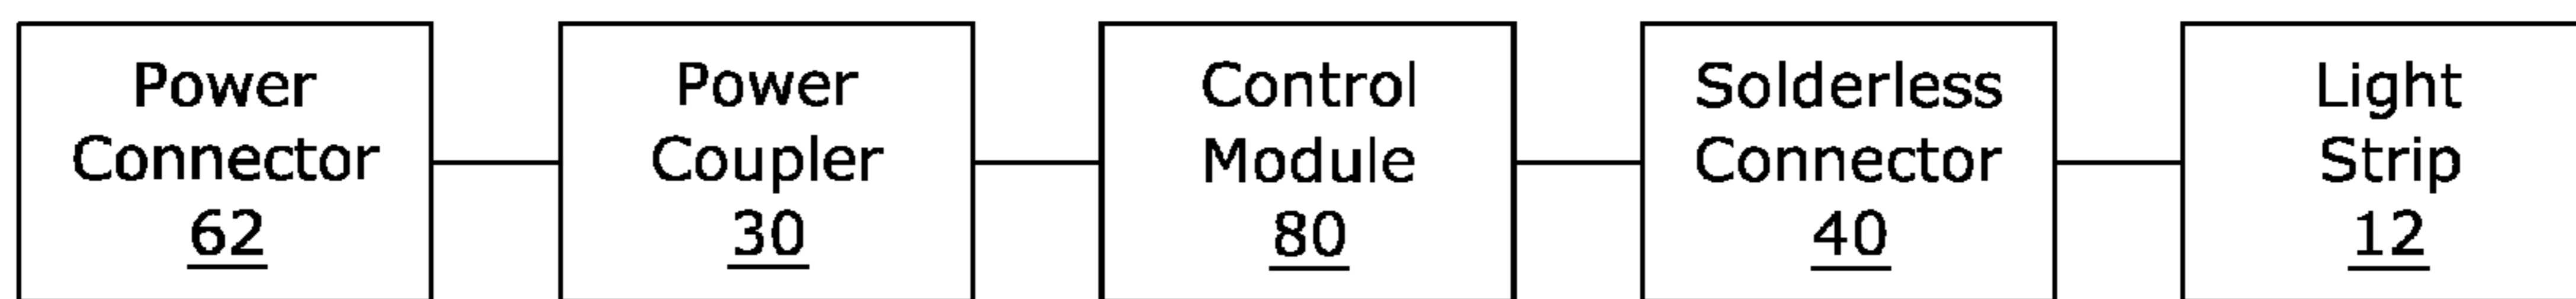 Power
Connector
62
Power
Coupler
30
Control
Module
80
Solderless
Connector
40
Light
Strip
12